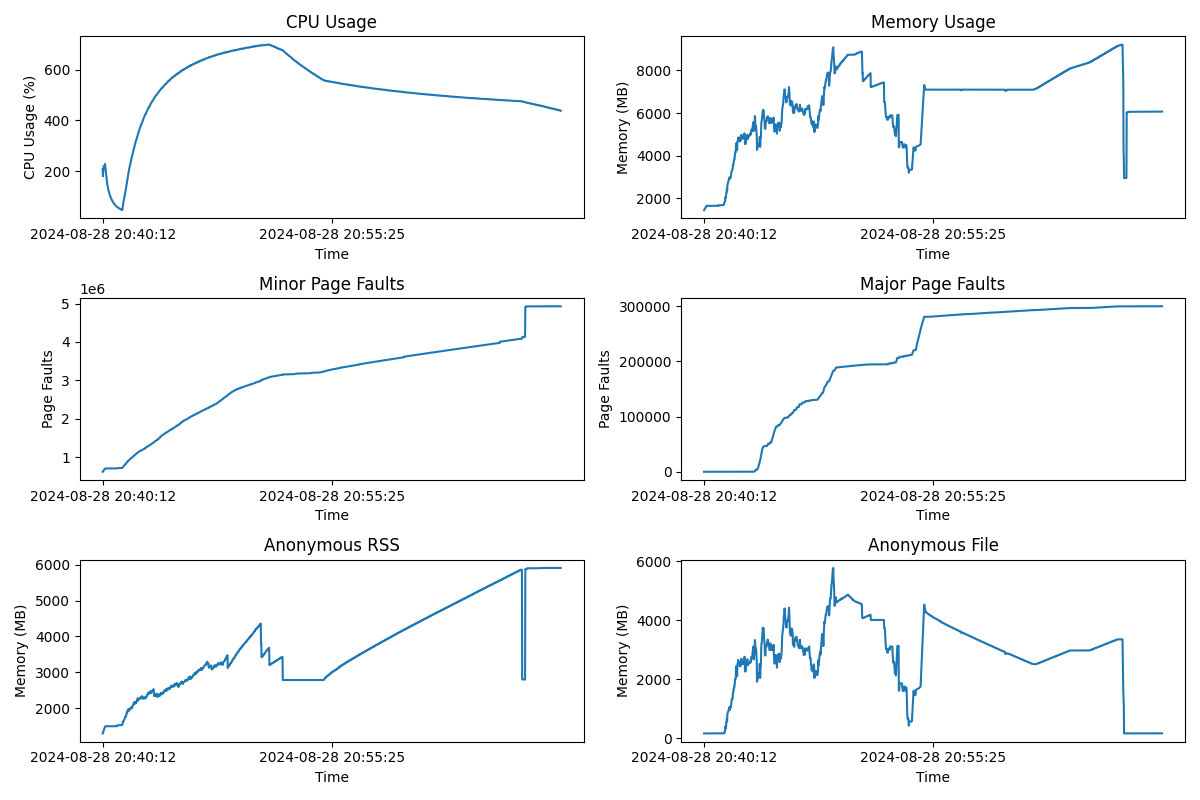 CPU Usage
CPU Usage (%)
600
400
200
2024-08-28 20:40:12
2024-08-28 20:55:25
Time
Memory Usage
Memory (MB)
8000
6000
4000
2000
2024-08-28 20:40:12
2024-08-28 20:55:25
Time
Minor Page Faults
1e6
Page Faults
5
4
3
2
1
2024-08-28 20:40:12
2024-08-28 20:55:25
Time
Major Page Faults
Page Faults
300000
200000
100000
0
2024-08-28 20:40:12
2024-08-28 20:55:25
Time
Anonymous RSS
Memory (MB)
6000
5000
4000
3000
2000
2024-08-28 20:40:12
2024-08-28 20:55:25
Time
Anonymous File
Memory (MB)
6000
4000
2000
0
2024-08-28 20:40:12
2024-08-28 20:55:25
Time